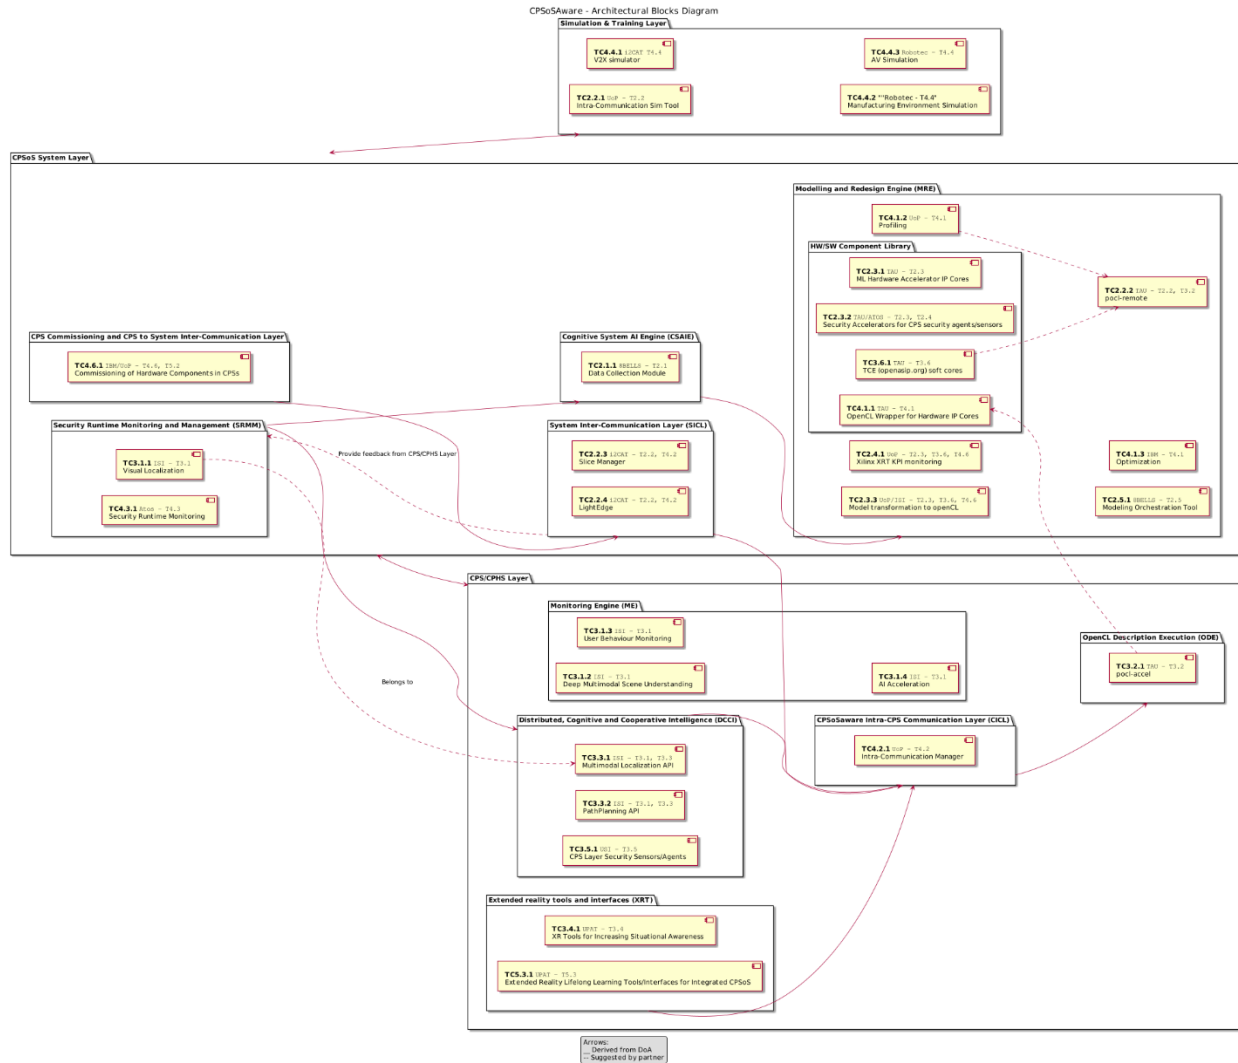 CPSoSAware - Architectural Blocks Diagram
Simulation & Training Layer
TC4.4.1 i2CAT T4.4
V2X simulator
TC4.4.3 Robotec - T4.4
AV Simulation
TC2.2.1 UoP - T2.2
Intra-Communication Sim Tool
TC4.4.2 ""Robotec - T4.4"
Manufacturing Environment Simulation
CPSoS System Layer
Modelling and Redesign Engine (MRE)
TC4.1.2 UoP - T4.1
Profiling
HW/SW Component Library
TC2.3.1 TAU - T2.3
ML Hardware Accelerator IP Cores
TC2.2.2 TAU - T2.2, T3.2
pocl-remote
TC2.3.2 TAU/ATOS - T2.3, T2.4
Security Accelerators for CPS security agents/sensors
TC3.6.1 TAU - T3.6
TCE (openasip.org) soft cores
TC4.1.1 TAU - T4.1
OpenCL Wrapper for Hardware IP Cores
TC2.4.1 UoP - T2.3, T3.6, T4.6
Xilinx XRT KPI monitoring
TC4.1.3 IBM - T4.1
Optimization
TC2.3.3 UoP/ISI - T2.3, T3.6, T4.6
Model transformation to openCL
TC2.5.1 8BELLS - T2.5
Modeling Orchestration Tool
CPS Commissioning and CPS to System Inter-Communication Layer
TC4.6.1 IBM/UoP - T4.6, T5.2
Commissioning of Hardware Components in CPSs
Cognitive System AI Engine (CSAIE)
TC2.1.1 8BELLS - T2.1
Data Collection Module
Security Runtime Monitoring and Management (SRMM)
TC3.1.1 ISI - T3.1
Visual Localization
TC4.3.1 Atos - T4.3
Security Runtime Monitoring
Provide feedback from CPS/CPHS Layer
System Inter-Communication Layer (SICL)
TC2.2.3 i2CAT - T2.2, T4.2
Slice Manager
TC2.2.4 i2CAT - T2.2, T4.2
LightEdge
CPS/CPHS Layer
Monitoring Engine (ME)
TC3.1.3 ISI - T3.1
User Behaviour Monitoring
TC3.1.2 ISI - T3.1
Deep Multimodal Scene Understanding
TC3.1.4 ISI - T3.1
AI Acceleration
OpenCL Description Execution (ODE)
TC3.2.1 TAU - T3.2
pocl-accel
Belongs to
Distributed, Cognitive and Cooperative Intelligence (DCCI)
TC3.3.1 ISI - T3.1, T3.3
Multimodal Localization API
TC3.3.2 ISI - T3.1, T3.3
PathPlanning API
TC3.5.1 USI - T3.5
CPS Layer Security Sensors/Agents
CPSoSaware Intra-CPS Communication Layer (CICL)
TC4.2.1 UoP - T4.2
Intra-Communication Manager
Extended reality tools and interfaces (XRT)
TC3.4.1 UPAT - T3.4
XR Tools for Increasing Situational Awareness
TC5.3.1 UPAT - T5.3
Extended Reality Lifelong Learning Tools/Interfaces for Integrated CPSoS
Arrows:
__ Derived from DoA
-- Suggested by partner